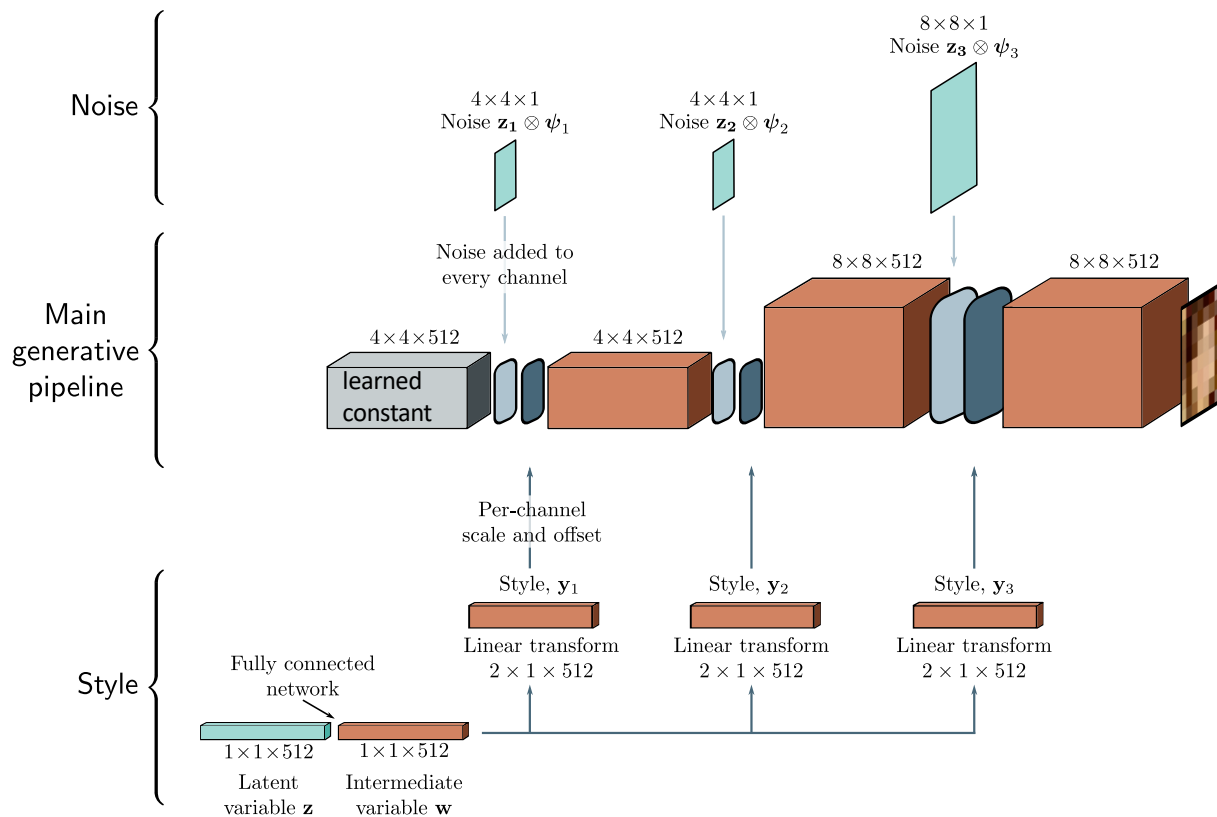 Noise
4×4×1
Noise z₁ ⊗ ψ₁
4×4×1
Noise z₂ ⊗ ψ₂
8×8×1
Noise z₃ ⊗ ψ₃
Main
generative
pipeline
Noise added to
every channel
4×4×512
learned
constant
4×4×512
8×8×512
8×8×512
Per-channel
scale and offset
Style
Style, y₁
Linear transform
2 × 1 × 512
Style, y₂
Linear transform
2 × 1 × 512
Style, y₃
Linear transform
2 × 1 × 512
Fully connected
network
1×1×512
Latent
variable z
1×1×512
Intermediate
variable w